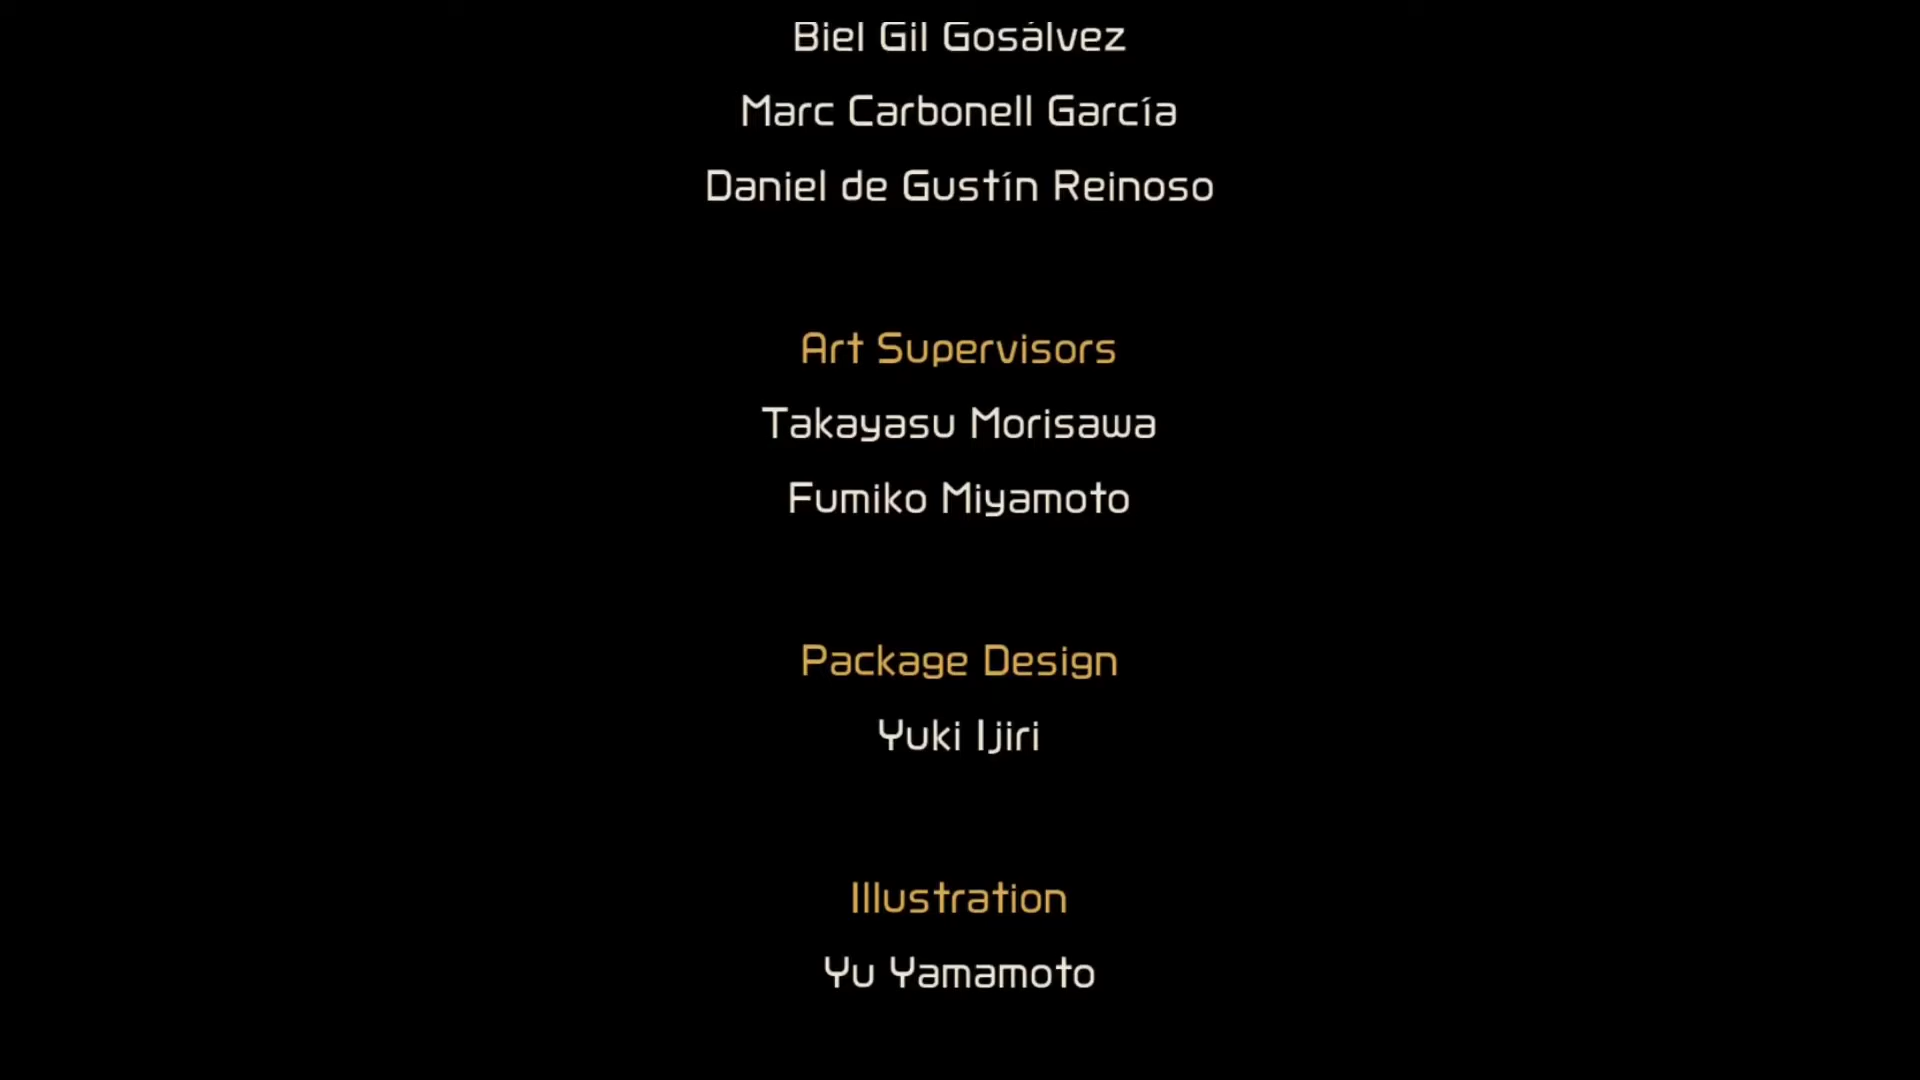 Biel Gil Gosálvez
Marc Carbonell García
Daniel de Gustín Reinoso
Art Supervisors
Takayasu Morisawa
Fumiko Miyamoto
Package Design
Yuki Ijiri
Illustration
Yu Yamamoto